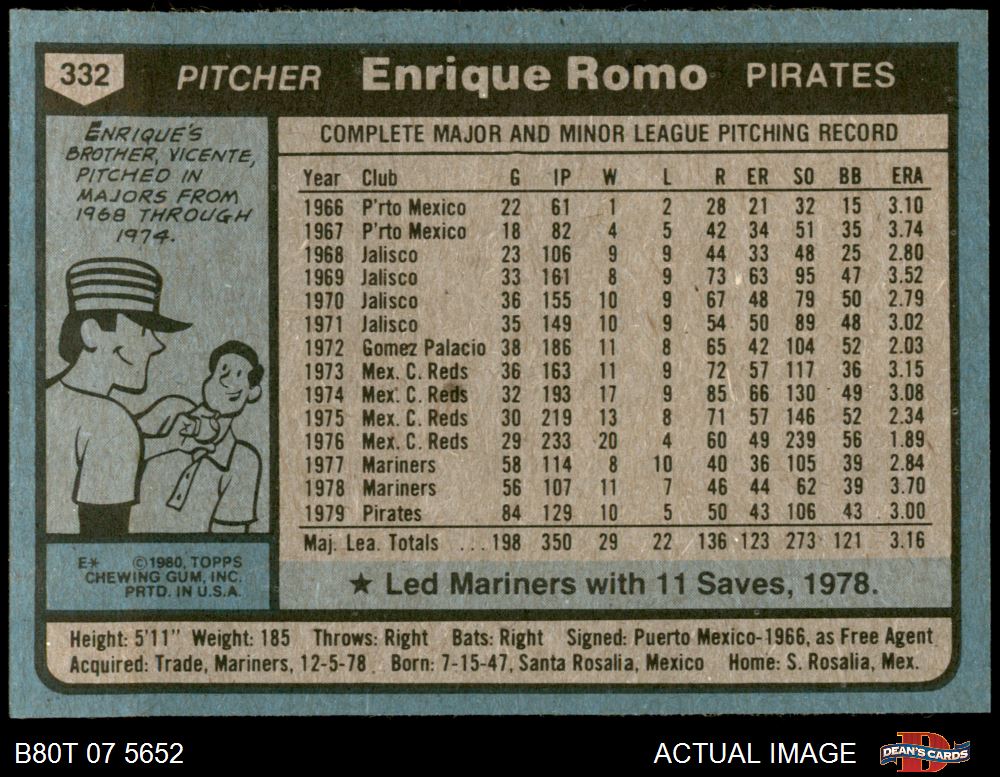 332 PITCHER Enrique Romo PIRATES
ENRIQUE'S
BROTHER, VICENTE,
PITCHED IN
MAJORS FROM
1968 THROUGH
1974.
COMPLETE MAJOR AND MINOR LEAGUE PITCHING RECORD
Year Club G IP W L R ER SO BB ERA
1966 P'rto Mexico 22 61 1 2 28 21 32 15 3.10
1967 P'rto Mexico 18 82 4 5 42 34 51 35 3.74
1968 Jalisco 23 106 9 9 44 33 48 25 2.80
1969 Jalisco 33 161 8 9 73 63 95 47 3.52
1970 Jalisco 36 155 10 9 67 48 79 50 2.79
1971 Jalisco 35 149 10 9 54 50 89 48 3.02
1972 Gomez Palacio 38 186 11 8 65 42 104 52 2.03
1973 Mex. C. Reds 36 163 11 9 72 57 117 36 3.15
1974 Mex. C. Reds 32 193 17 9 85 66 130 49 3.08
1975 Mex. C. Reds 30 219 13 8 71 57 146 52 2.34
1976 Mex. C. Reds 29 233 20 4 60 49 239 56 1.89
1977 Mariners 58 114 8 10 40 36 105 39 2.84
1978 Mariners 56 107 11 7 46 44 62 39 3.70
1979 Pirates 84 129 10 5 50 43 106 43 3.00
Maj. Lea. Totals ... 198 350 29 22 136 123 273 121 3.16
★ Led Mariners with 11 Saves, 1978.
E* ©1980, TOPPS
CHEWING GUM, INC.
PRTD. IN U.S.A.
Height: 5'11" Weight: 185 Throws: Right Bats: Right Signed: Puerto Mexico-1966, as Free Agent
Acquired: Trade, Mariners, 12-5-78 Born: 7-15-47, Santa Rosalia, Mexico Home: S. Rosalia, Mex.
B80T 07 5652 ACTUAL IMAGE DEAN'S CARDS